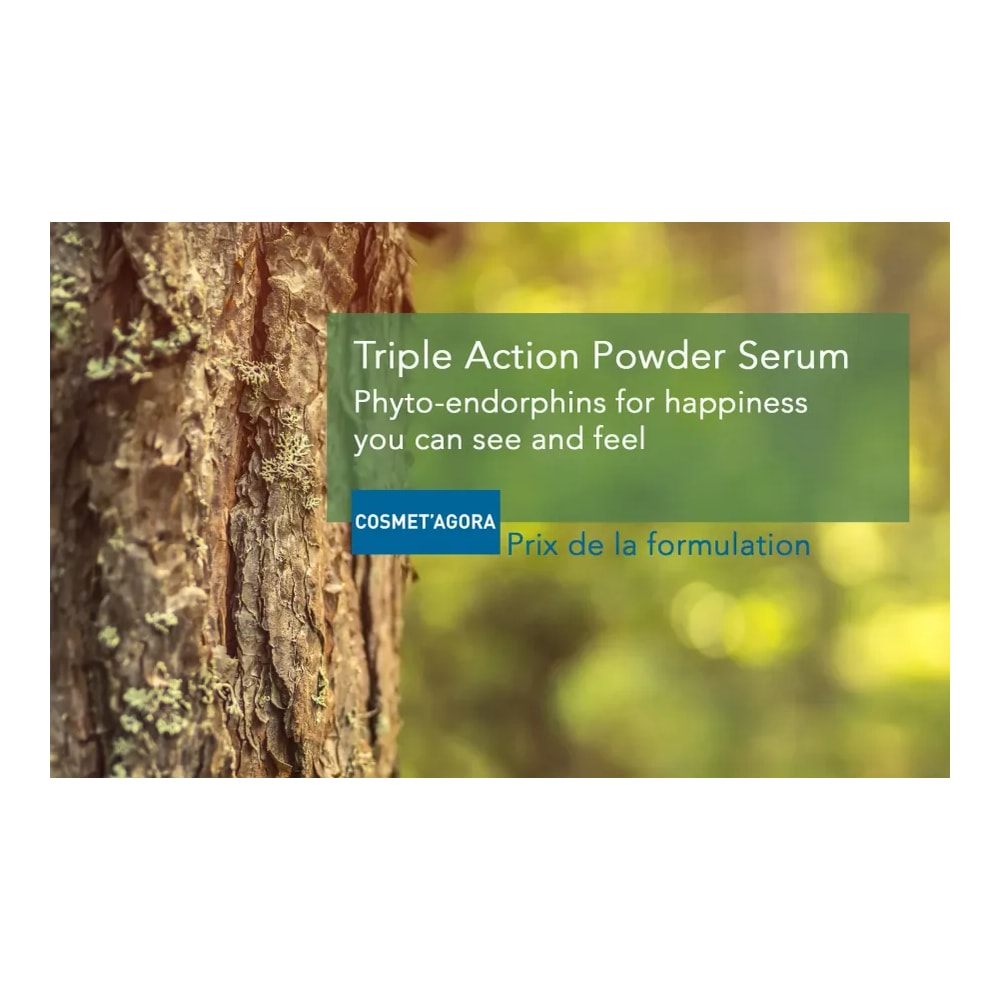 Triple Action Powder Serum
Phyto-endorphins for happiness
you can see and feel
COSMET'AGORA
Prix de la formulation